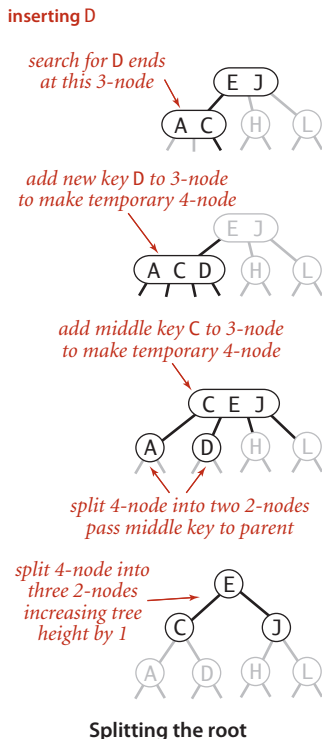 inserting D
search for D ends
at this 3-node
E J
A C
H
L
add new key D to 3-node
to make temporary 4-node
E J
A C D
H
L
add middle key C to 3-node
to make temporary 4-node
C E J
A
D
H
L
split 4-node into two 2-nodes
pass middle key to parent
split 4-node into
three 2-nodes
increasing tree
height by 1
E
C
J
A
D
H
L
Splitting the root